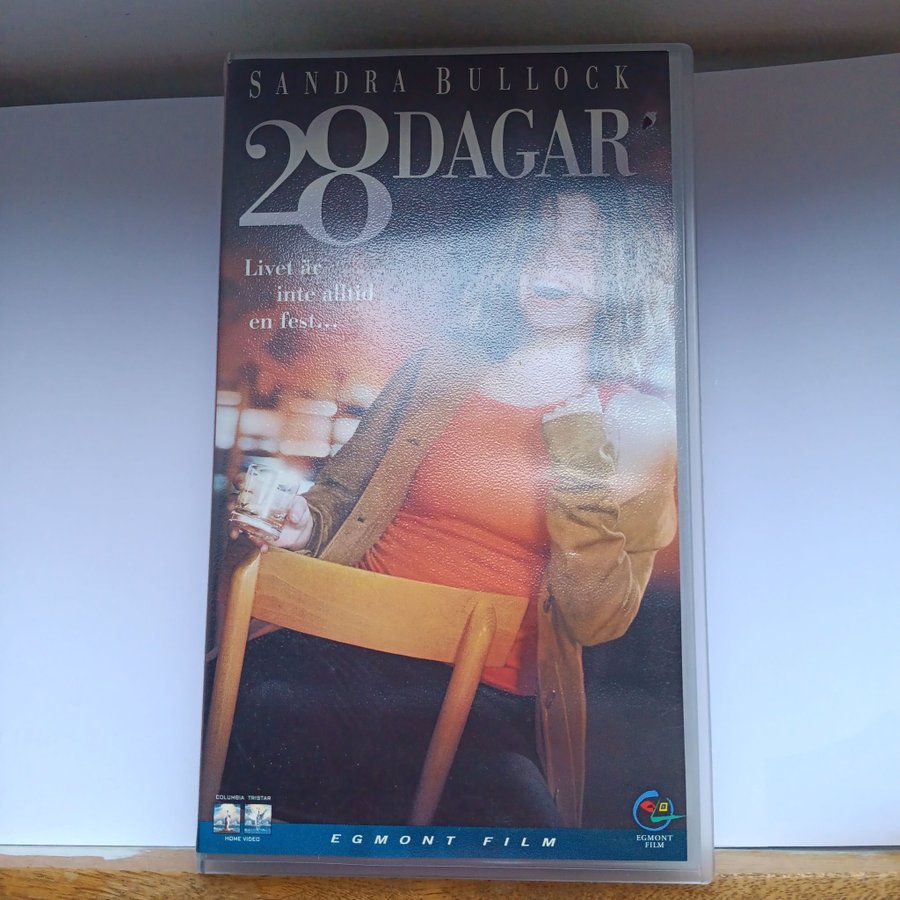 SANDRA BULLOCK
28 DAGAR
Livet är
inte alltid
en fest...
COLUMBIA TRISTAR
HOME VIDEO
EGMONT FILM
EGMONT
FILM